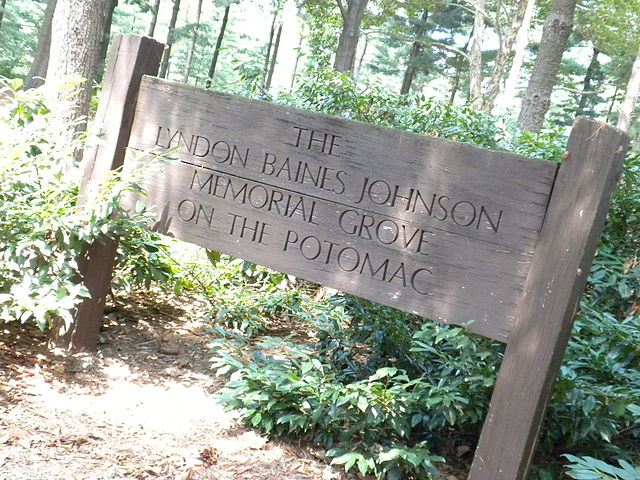 THE
LYNDON BAINES JOHNSON
MEMORIAL GROVE
ON THE POTOMAC